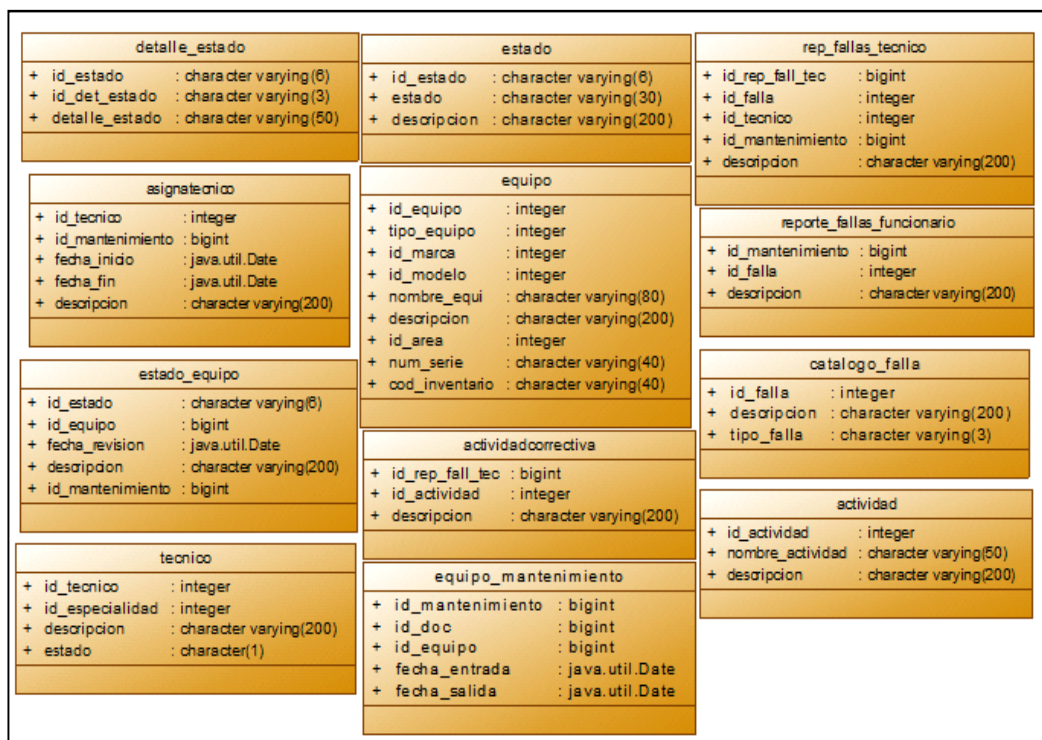 detalle_estado
+ id_estado : character varying(6)
+ id_det_estado : character varying(3)
+ detalle_estado : character varying(50)
asignatecnico
+ id_tecnico : integer
+ id_mantenimiento : bigint
+ fecha_inicio : java.util.Date
+ fecha_fin : java.util.Date
+ descripcion : character varying(200)
estado_equipo
+ id_estado : character varying(6)
+ id_equipo : bigint
+ fecha_revision : java.util.Date
+ descripcion : character varying(200)
+ id_mantenimiento : bigint
tecnico
+ id_tecnico : integer
+ id_especialidad : integer
+ descripcion : character varying(200)
+ estado : character(1)
estado
+ id_estado : character varying(6)
+ estado : character varying(30)
+ descripcion : character varying(200)
equipo
+ id_equipo : integer
+ tipo_equipo : integer
+ id_marca : integer
+ id_modelo : integer
+ nombre_equi : character varying(80)
+ descripcion : character varying(200)
+ id_area : integer
+ num_serie : character varying(40)
+ cod_inventario : character varying(40)
actividadcorrectiva
+ id_rep_fall_tec : bigint
+ id_actividad : integer
+ descripcion : character varying(200)
equipo_mantenimiento
+ id_mantenimiento : bigint
+ id_doc : bigint
+ id_equipo : bigint
+ fecha_entrada : java.util.Date
+ fecha_salida : java.util.Date
rep_fallas_tecnico
+ id_rep_fall_tec : bigint
+ id_falla : integer
+ id_tecnico : integer
+ id_mantenimiento : bigint
+ descripcion : character varying(200)
reporte_fallas_funcionario
+ id_mantenimiento : bigint
+ id_falla : integer
+ descripcion : character varying(200)
catalogo_falla
+ id_falla : integer
+ descripcion : character varying(200)
+ tipo_falla : character varying(3)
actividad
+ id_actividad : integer
+ nombre_actividad : character varying(50)
+ descripcion : character varying(200)